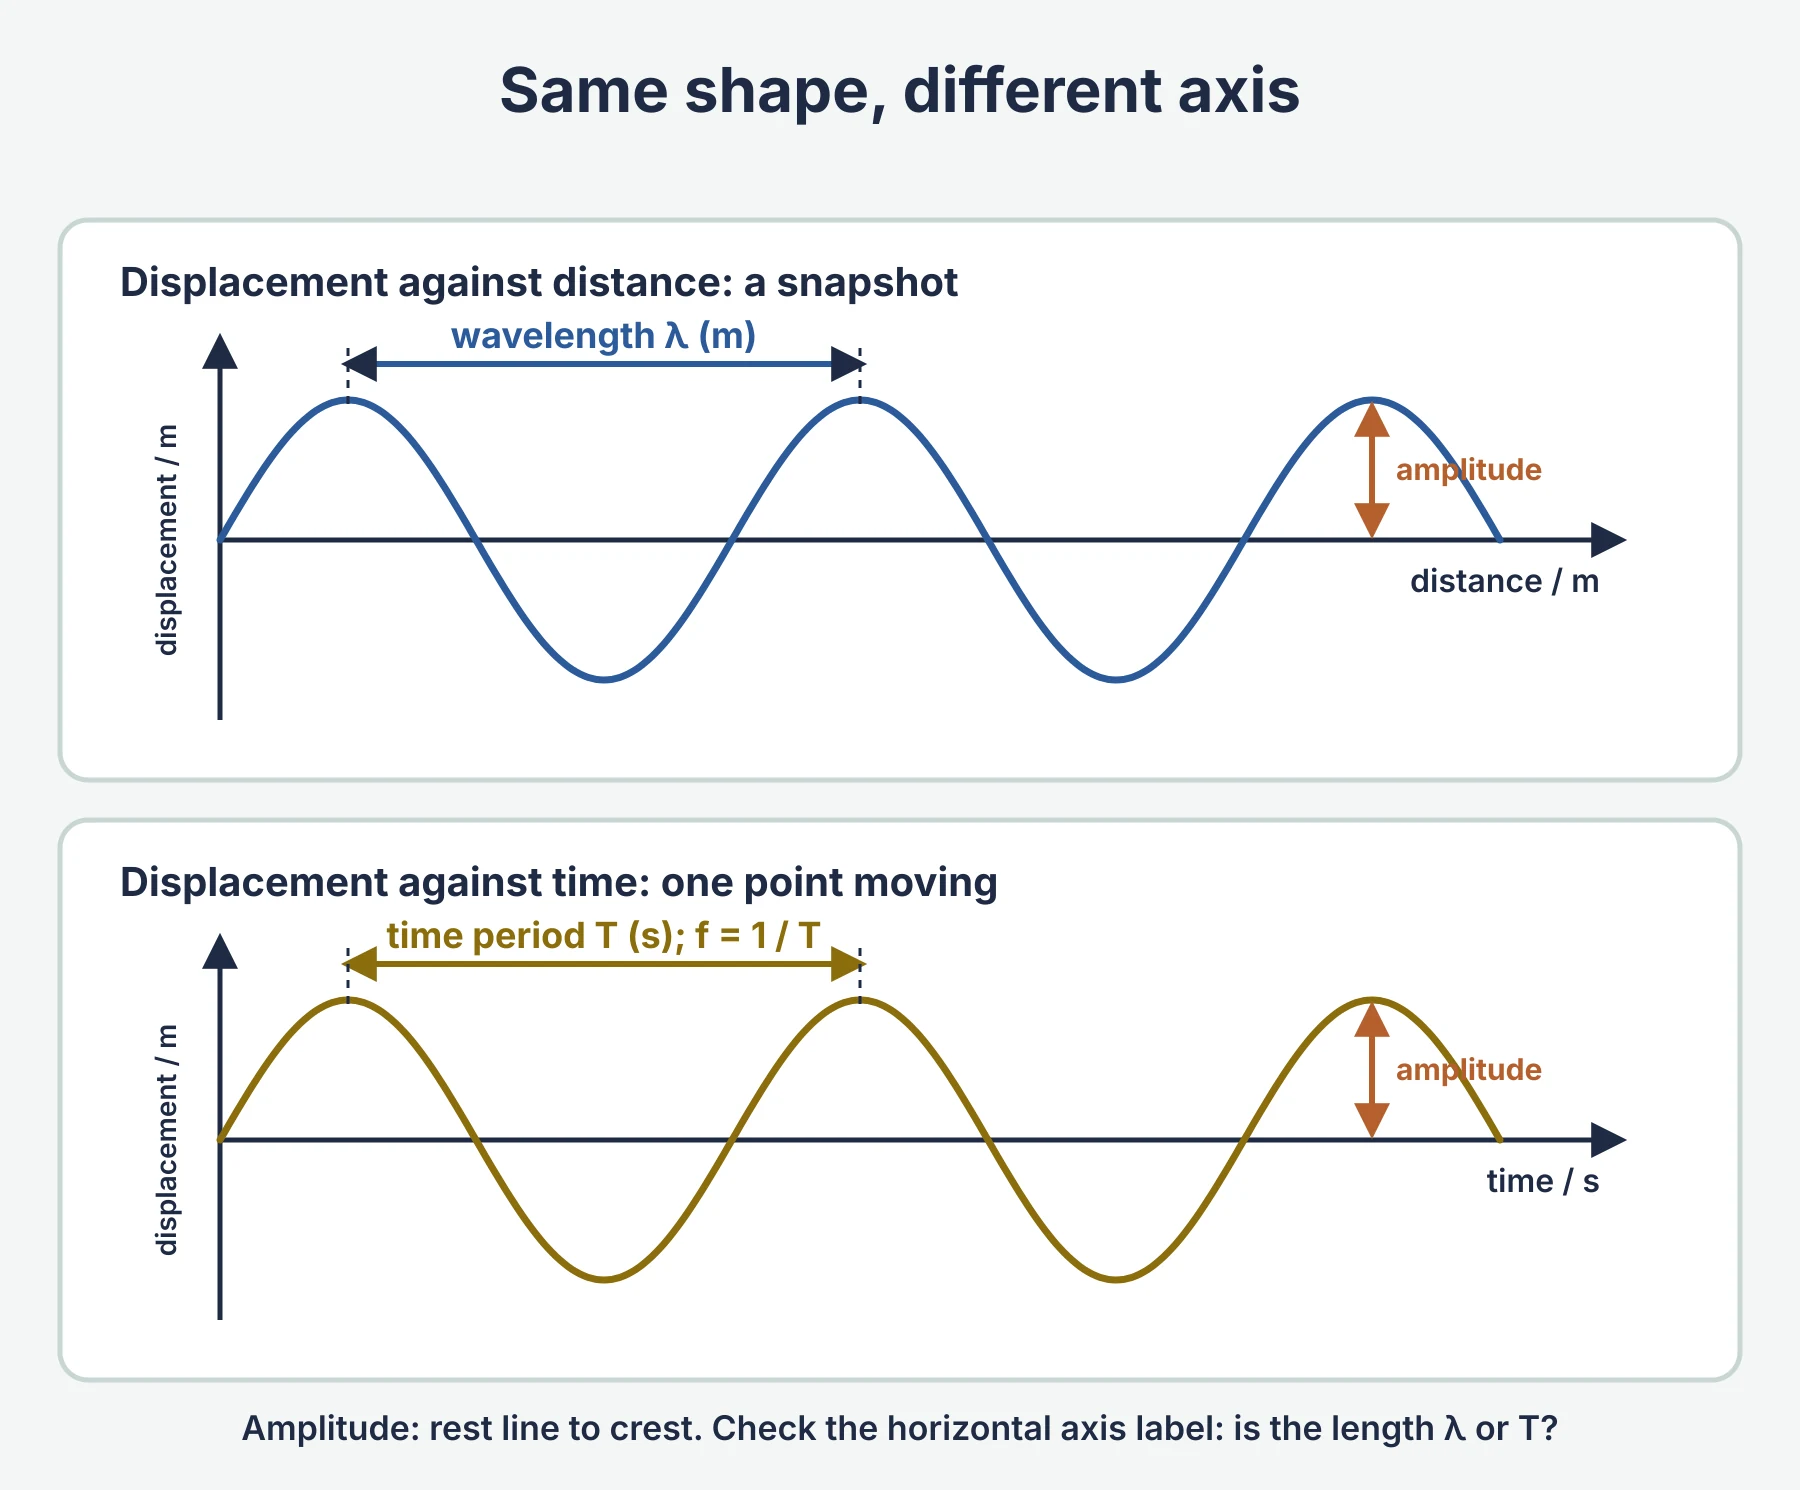 Same shape, different axis
Displacement against distance: a snapshot
wavelength λ (m)
displacement / m
amplitude
distance / m
Displacement against time: one point moving
time period T (s); f = 1 / T
displacement / m
amplitude
time / s
Amplitude: rest line to crest. Check the horizontal axis label: is the length λ or T?